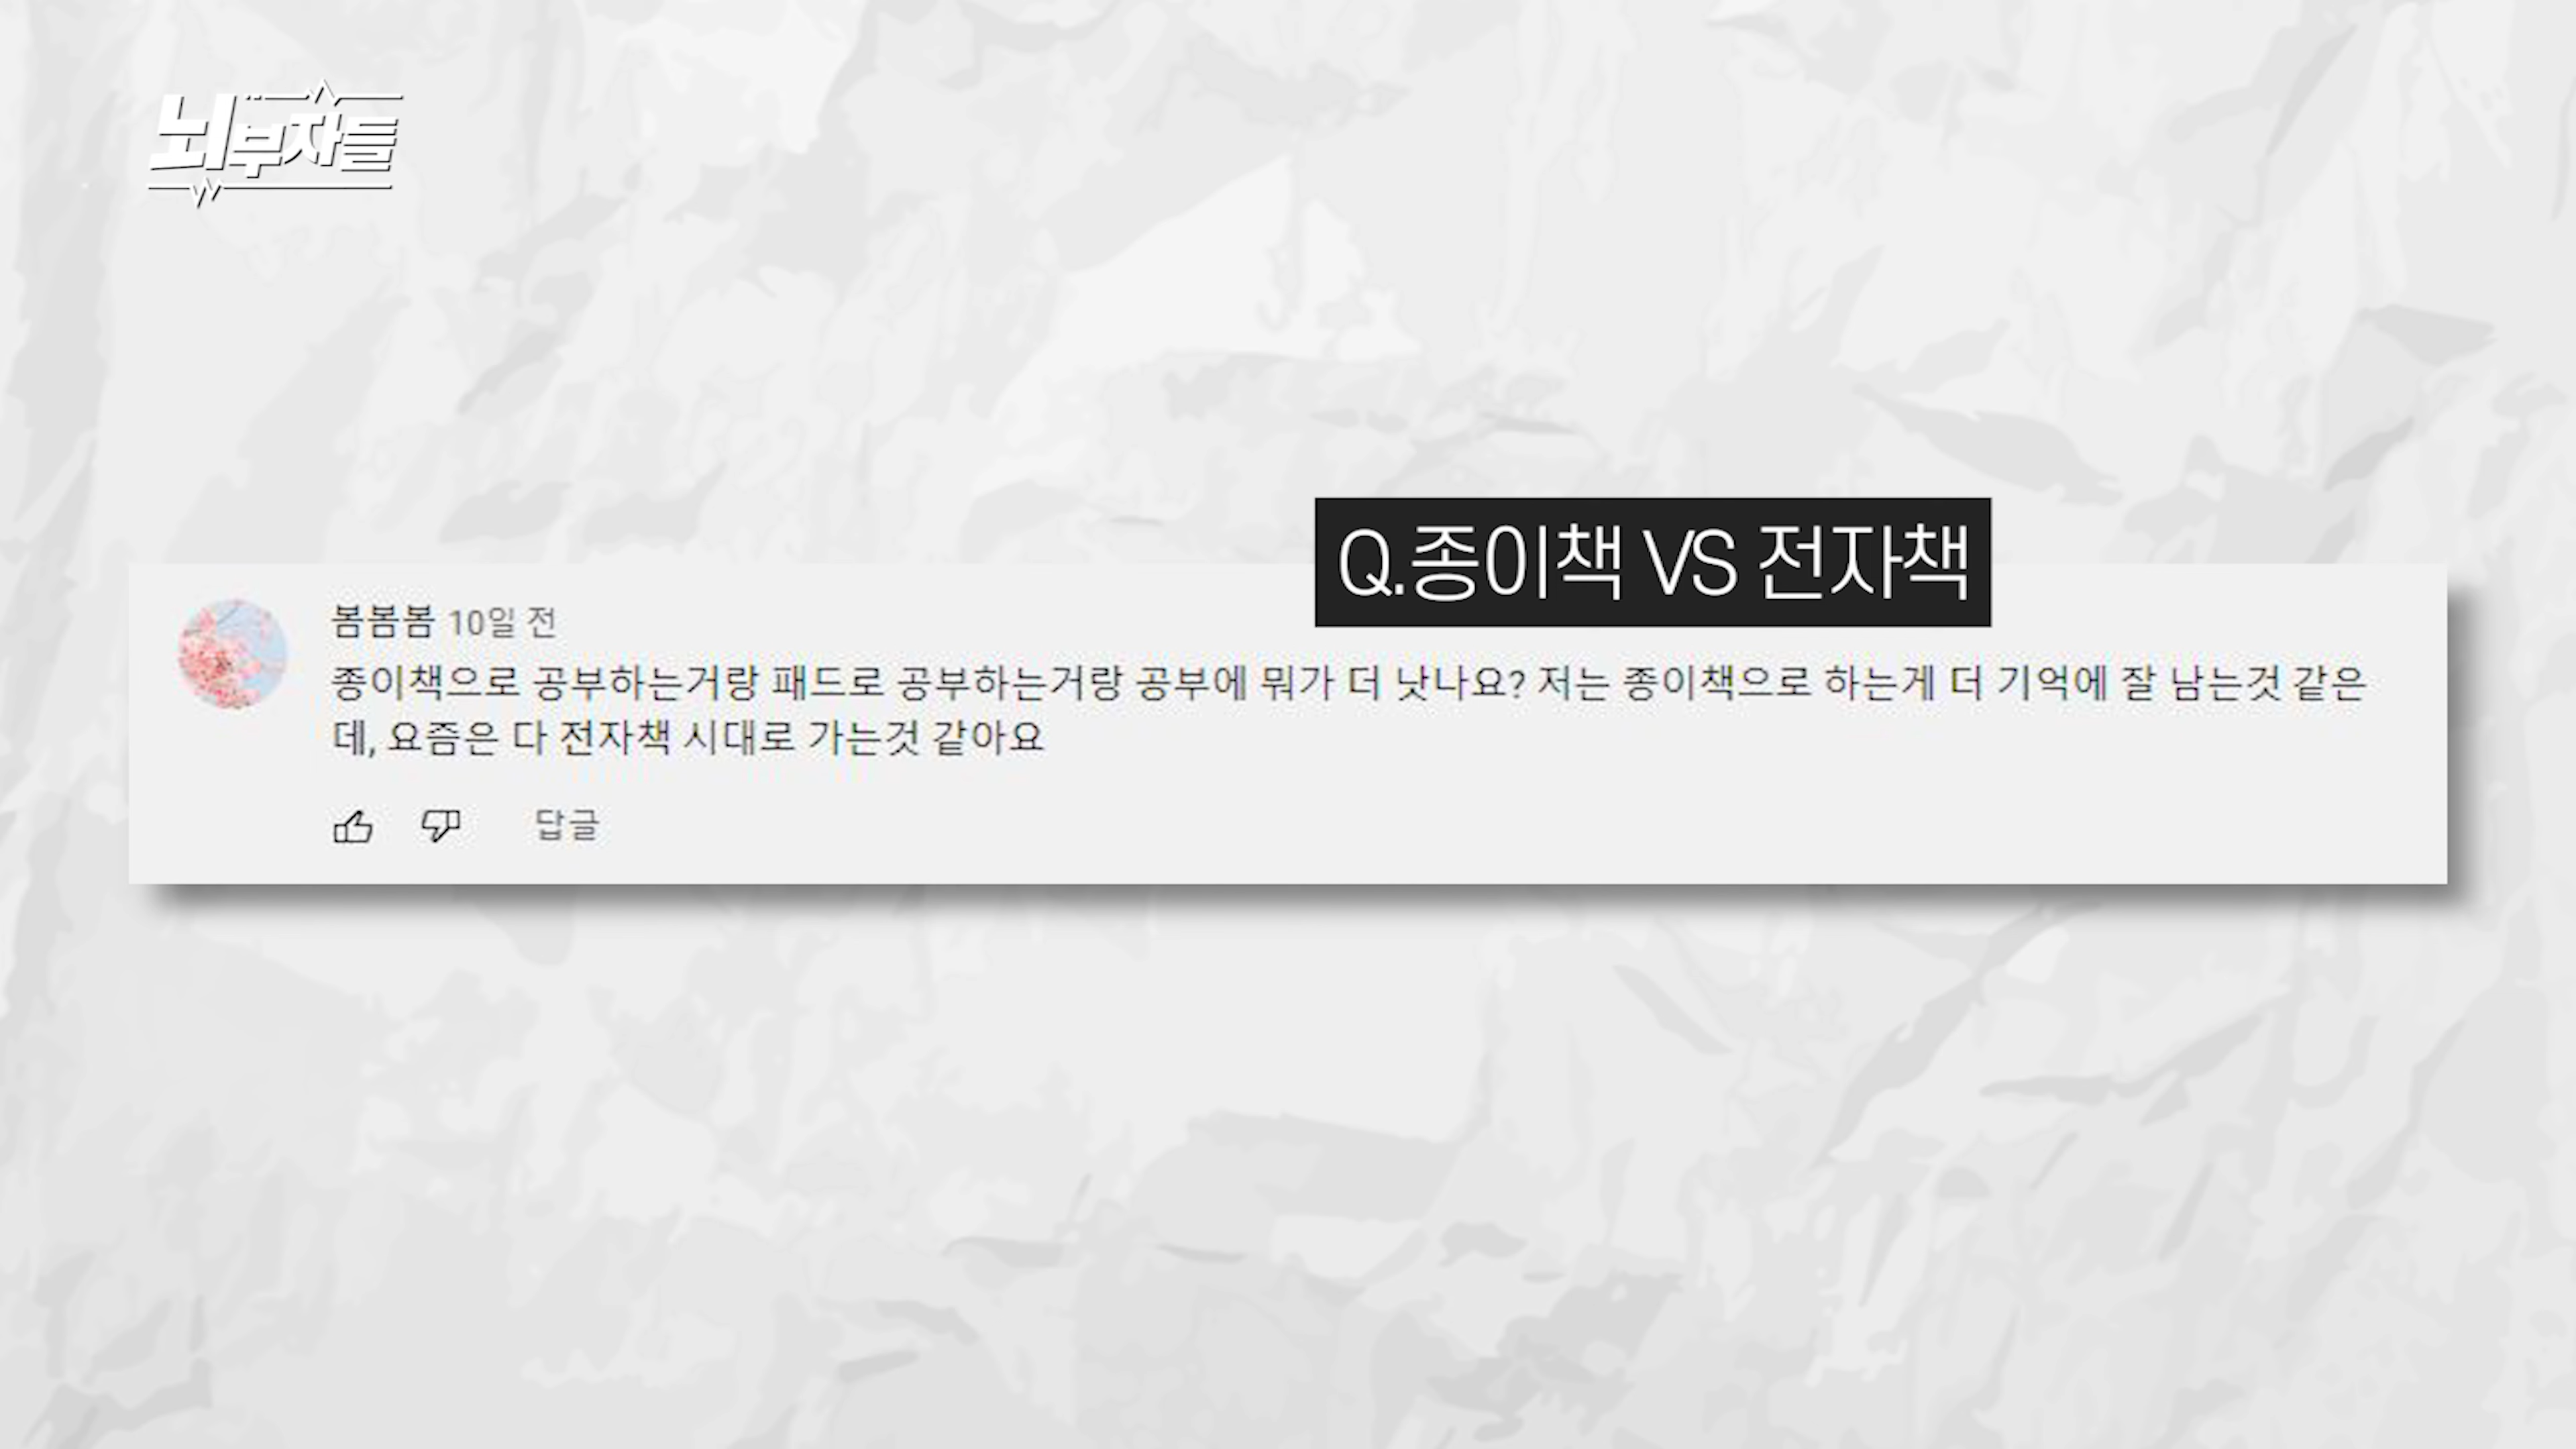 뇌부자들
Q.종이책 VS 전자책
봄봄봄 10일 전
종이책으로 공부하는거랑 패드로 공부하는거랑 공부에 뭐가 더 낫나요? 저는 종이책으로 하는게 더 기억에 잘 남는것 같은
데, 요즘은 다 전자책 시대로 가는것 같아요
답글